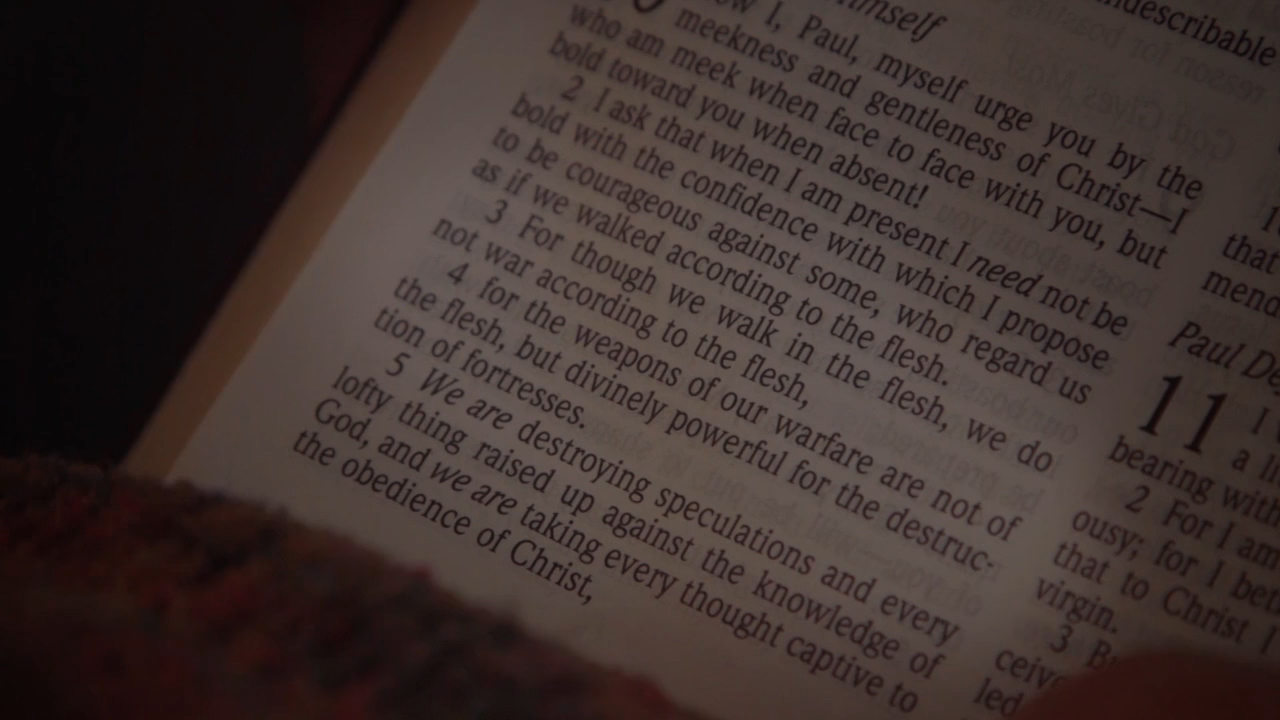 himself
ow I, Paul, myself urge you by the
meekness and gentleness of Christ—I
who am meek when face to face with you, but
bold toward you when absent!
2 I ask that when I am present I need not be
bold with the confidence with which I propose
to be courageous against some, who regard us
as if we walked according to the flesh.
3 For though we walk in the flesh, we do
not war according to the flesh,
4 for the weapons of our warfare are not of
the flesh, but divinely powerful for the destruc-
tion of fortresses.
5 We are destroying speculations and every
lofty thing raised up against the knowledge of
God, and we are taking every thought captive to
the obedience of Christ,
indescribable
that
mend
Paul De
11 I
a li
bearing with
2 For I am
ousy; for I bet
that to Christ I
virgin.
3 B
ceive
led